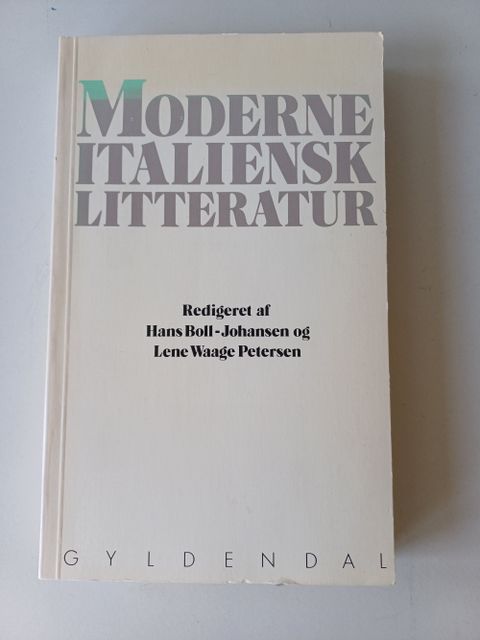 MODERNE
ITALIENSK
LITTERATUR
Redigeret af
Hans Boll-Johansen og
Lene Waage Petersen
GYLDENDAL